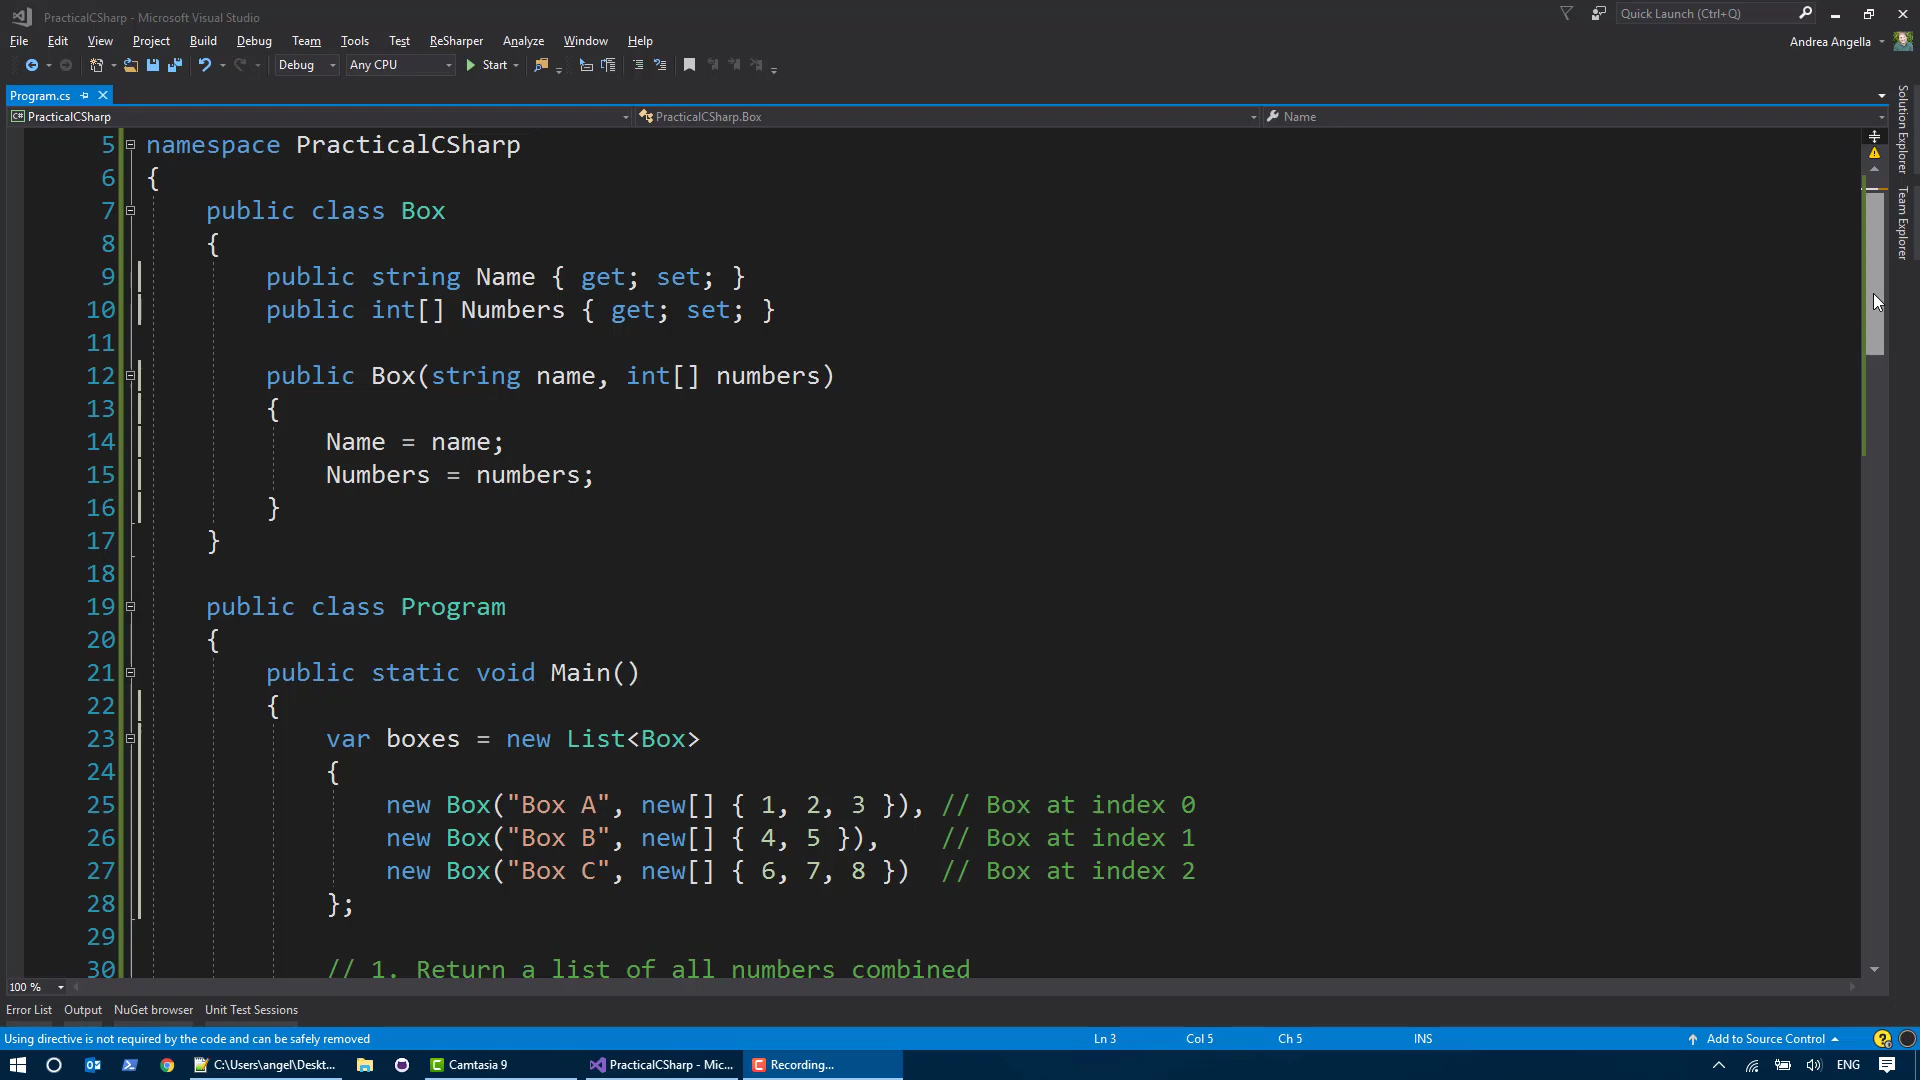 PracticalCSharp - Microsoft Visual Studio
Quick Launch (Ctrl+Q)
File Edit View Project Build Debug Team Tools Test ReSharper Analyze Window Help
Andrea Angella
Debug Any CPU Start
Program.cs
PracticalCSharp PracticalCSharp.Box Name
Solution Explorer
Team Explorer
5 namespace PracticalCSharp
6 {
7 public class Box
8 {
9 public string Name { get; set; }
10 public int[] Numbers { get; set; }
11
12 public Box(string name, int[] numbers)
13 {
14 Name = name;
15 Numbers = numbers;
16 }
17 }
18
19 public class Program
20 {
21 public static void Main()
22 {
23 var boxes = new List<Box>
24 {
25 new Box("Box A", new[] { 1, 2, 3 }), // Box at index 0
26 new Box("Box B", new[] { 4, 5 }), // Box at index 1
27 new Box("Box C", new[] { 6, 7, 8 }) // Box at index 2
28 };
29
30 // 1. Return a list of all numbers combined
100 %
Error List Output NuGet browser Unit Test Sessions
Using directive is not required by the code and can be safely removed Ln 3 Col 5 Ch 5 INS Add to Source Control
C:\Users\angel\Deskt... Camtasia 9 PracticalCSharp - Mic... Recording... ENG